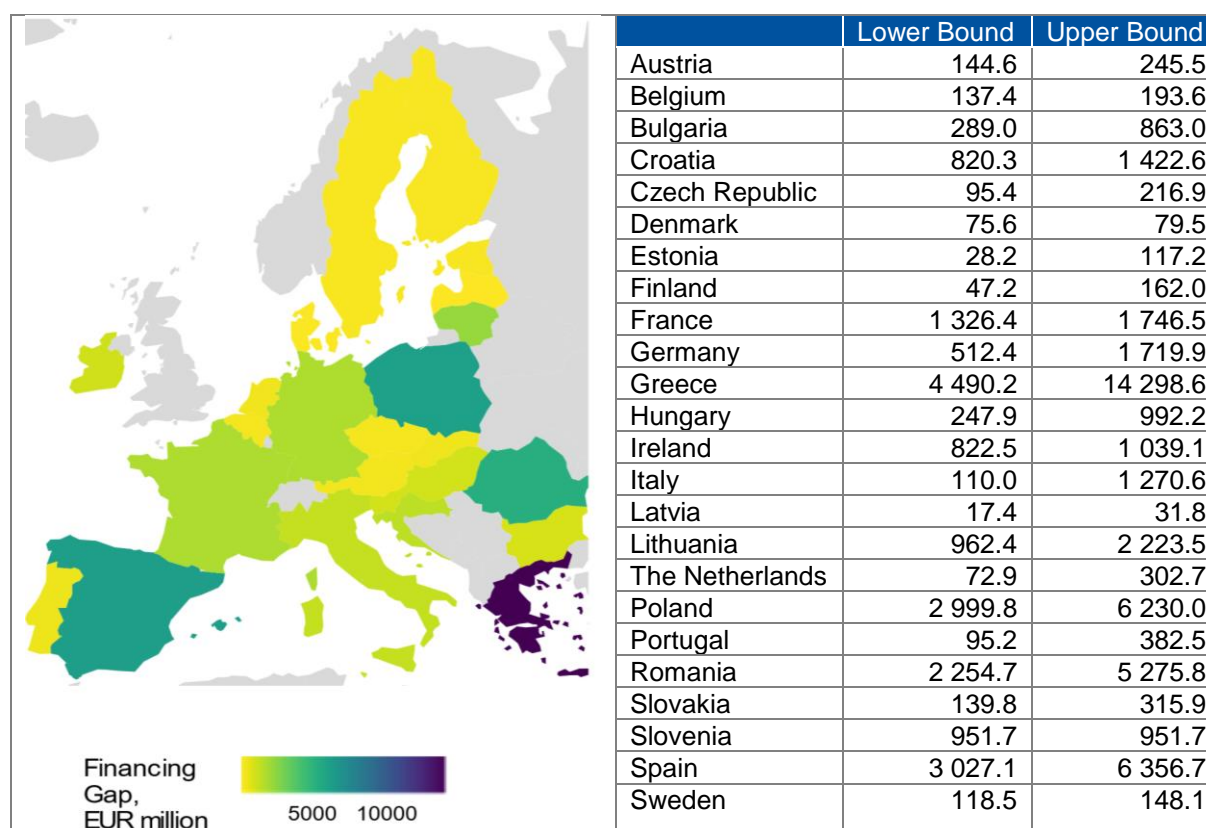 Lower Bound Upper Bound
Austria 144.6 245.5
Belgium 137.4 193.6
Bulgaria 289.0 863.0
Croatia 820.3 1 422.6
Czech Republic 95.4 216.9
Denmark 75.6 79.5
Estonia 28.2 117.2
Finland 47.2 162.0
France 1 326.4 1 746.5
Germany 512.4 1 719.9
Greece 4 490.2 14 298.6
Hungary 247.9 992.2
Ireland 822.5 1 039.1
Italy 110.0 1 270.6
Latvia 17.4 31.8
Lithuania 962.4 2 223.5
The Netherlands 72.9 302.7
Poland 2 999.8 6 230.0
Portugal 95.2 382.5
Romania 2 254.7 5 275.8
Slovakia 139.8 315.9
Slovenia 951.7 951.7
Spain 3 027.1 6 356.7
Sweden 118.5 148.1
Financing
Gap,
EUR million
5000 10000